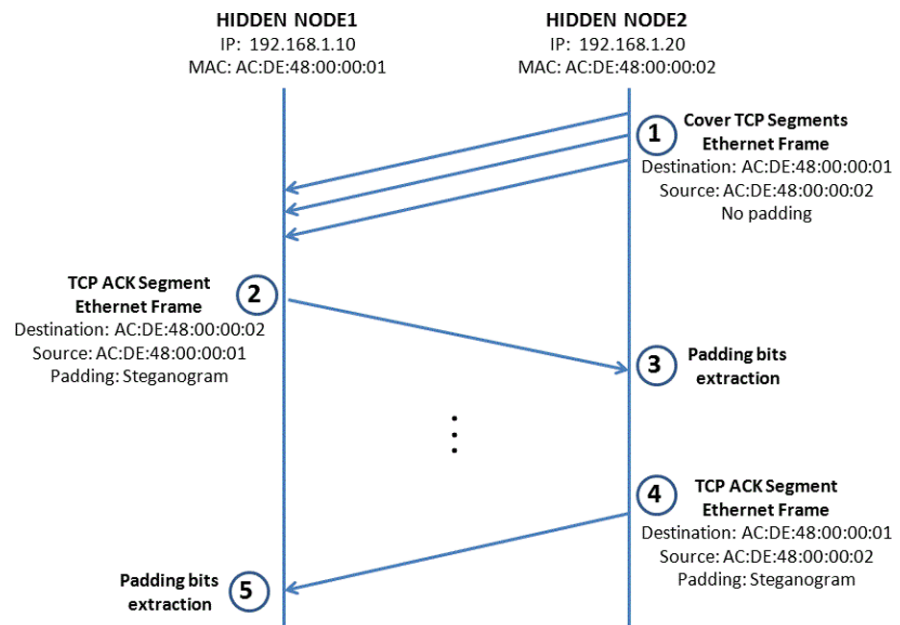 HIDDEN NODE1
IP: 192.168.1.10
MAC: AC:DE:48:00:00:01
HIDDEN NODE2
IP: 192.168.1.20
MAC: AC:DE:48:00:00:02
1
Cover TCP Segments
Ethernet Frame
Destination: AC:DE:48:00:00:01
Source: AC:DE:48:00:00:02
No padding
TCP ACK Segment
Ethernet Frame
Destination: AC:DE:48:00:00:02
Source: AC:DE:48:00:00:01
Padding: Steganogram
2
3
Padding bits
extraction
4
TCP ACK Segment
Ethernet Frame
Destination: AC:DE:48:00:00:01
Source: AC:DE:48:00:00:02
Padding: Steganogram
Padding bits
extraction
5